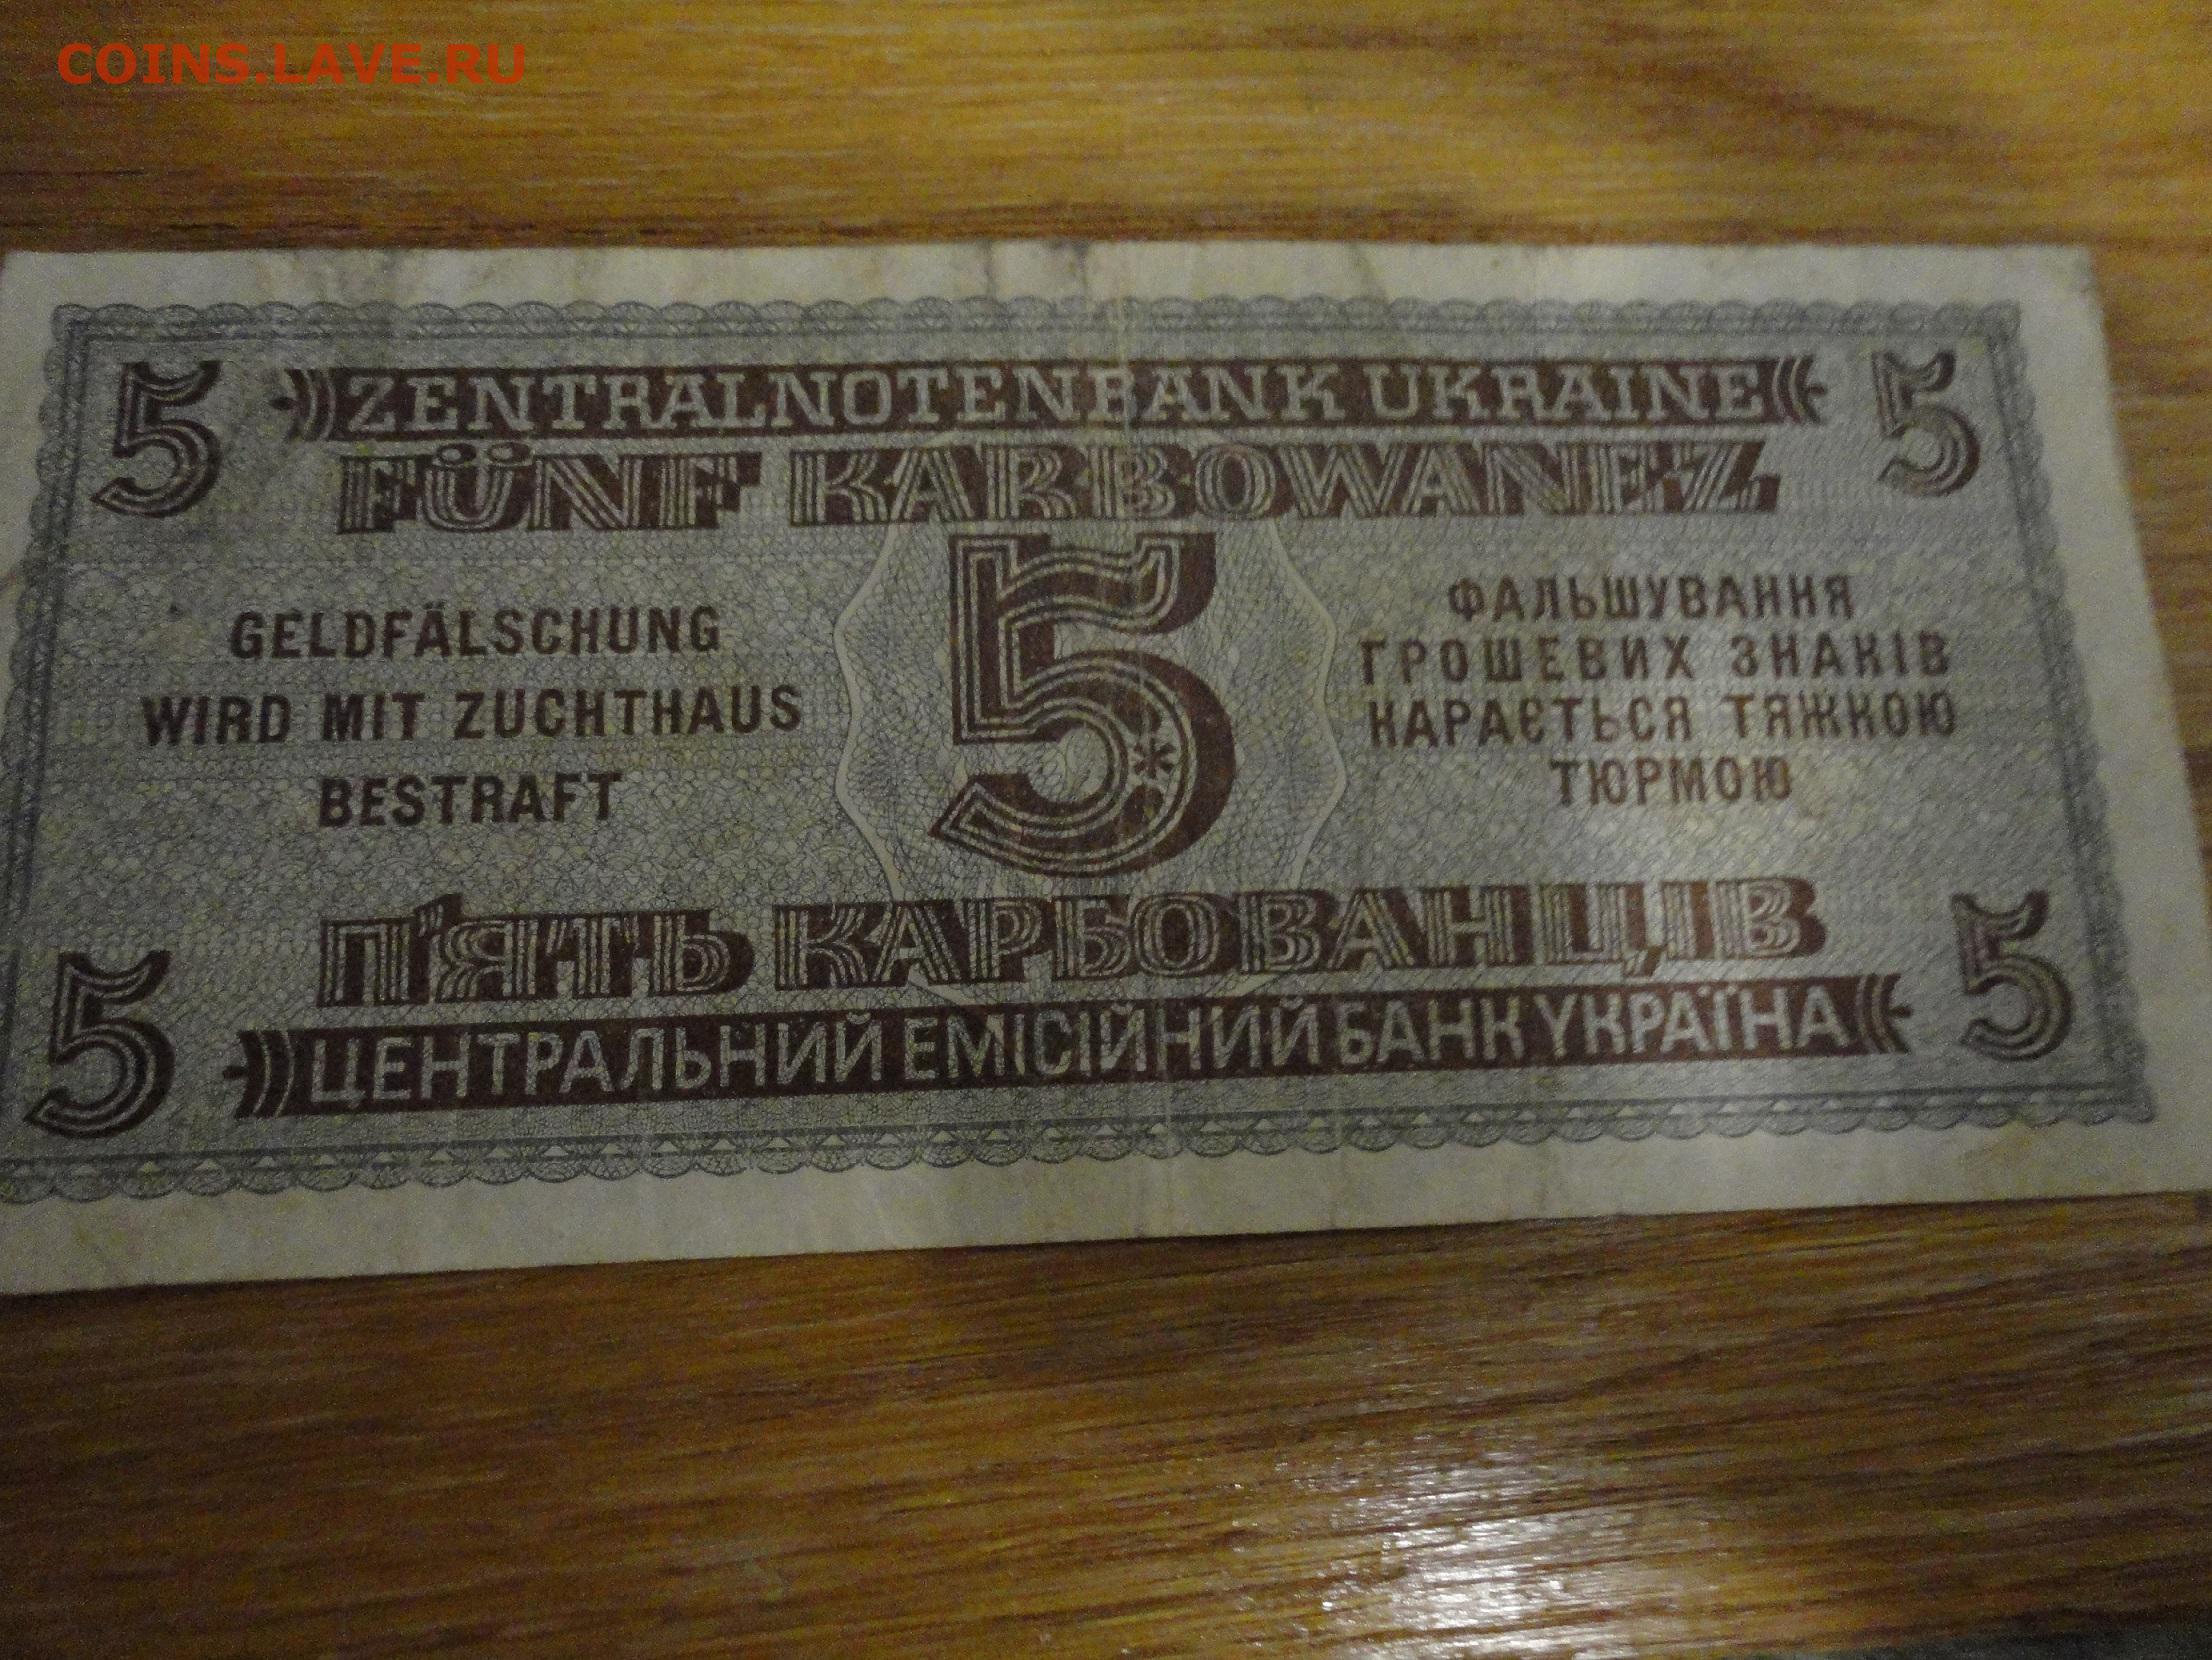 COINS.LAVE.RU
5 ZENTRALNOTENBANK UKRAINE 5
FÜNF KARBOWANEZ
5
GELDFÄLSCHUNG
WIRD MIT ZUCHTHAUS
BESTRAFT
ФАЛЬШУВАННЯ
ГРОШЕВИХ ЗНАКІВ
КАРАЄТЬСЯ ТЯЖКОЮ
ТЮРМОЮ
*
П'ЯТЬ КАРБОВАНЦІВ
5 ЦЕНТРАЛЬНИЙ ЕМІСІЙНИЙ БАНК УКРАЇНА 5